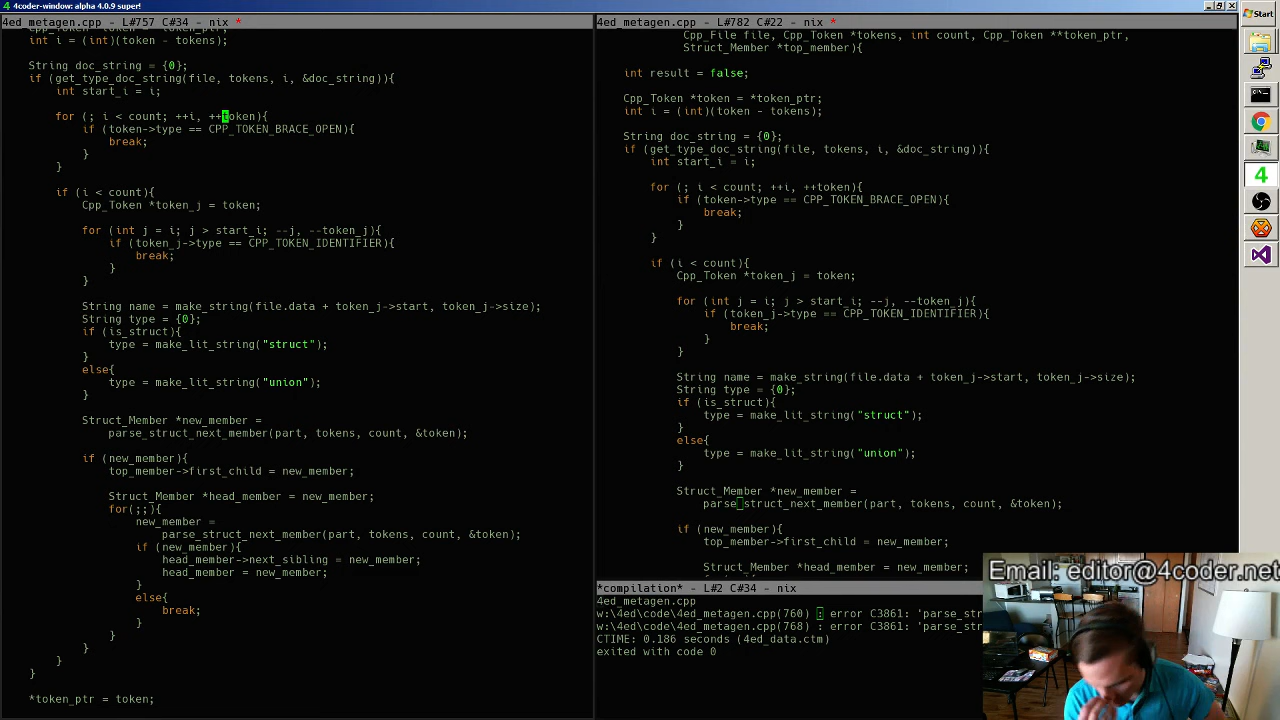 4coder-window: alpha 4.0.9 super!
4ed_metagen.cpp - L#757 C#34 - nix *
int i = (int)(token - tokens);
String doc_string = {0};
if (get_type_doc_string(file, tokens, i, &doc_string)){
int start_i = i;
for (; i < count; ++i, ++token){
if (token->type == CPP_TOKEN_BRACE_OPEN){
break;
}
}
if (i < count){
Cpp_Token *token_j = token;
for (int j = i; j > start_i; --j, --token_j){
if (token_j->type == CPP_TOKEN_IDENTIFIER){
break;
}
}
String name = make_string(file.data + token_j->start, token_j->size);
String type = {0};
if (is_struct){
type = make_lit_string("struct");
}
else{
type = make_lit_string("union");
}
Struct_Member *new_member =
parse_struct_next_member(part, tokens, count, &token);
if (new_member){
top_member->first_child = new_member;
Struct_Member *head_member = new_member;
for(;;){
new_member =
parse_struct_next_member(part, tokens, count, &token);
if (new_member){
head_member->next_sibling = new_member;
head_member = new_member;
}
else{
break;
}
}
}
}
}
*token_ptr = token;
4ed_metagen.cpp - L#782 C#22 - nix *
Cpp_File file, Cpp_Token *tokens, int count, Cpp_Token **token_ptr,
Struct_Member *top_member){
int result = false;
Cpp_Token *token = *token_ptr;
int i = (int)(token - tokens);
String doc_string = {0};
if (get_type_doc_string(file, tokens, i, &doc_string)){
int start_i = i;
for (; i < count; ++i, ++token){
if (token->type == CPP_TOKEN_BRACE_OPEN){
break;
}
}
if (i < count){
Cpp_Token *token_j = token;
for (int j = i; j > start_i; --j, --token_j){
if (token_j->type == CPP_TOKEN_IDENTIFIER){
break;
}
}
String name = make_string(file.data + token_j->start, token_j->size);
String type = {0};
if (is_struct){
type = make_lit_string("struct");
}
else{
type = make_lit_string("union");
}
Struct_Member *new_member =
parse_struct_next_member(part, tokens, count, &token);
if (new_member){
top_member->first_child = new_member;
Struct_Member *head_member = new_member;
*compilation* - L#2 C#34 - nix
4ed_metagen.cpp
w:\4ed\code\4ed_metagen.cpp(760) : error C3861: 'parse_str
w:\4ed\code\4ed_metagen.cpp(768) : error C3861: 'parse_str
CTIME: 0.186 seconds (4ed_data.ctm)
exited with code 0
Email: editor@4coder.net
Start
4